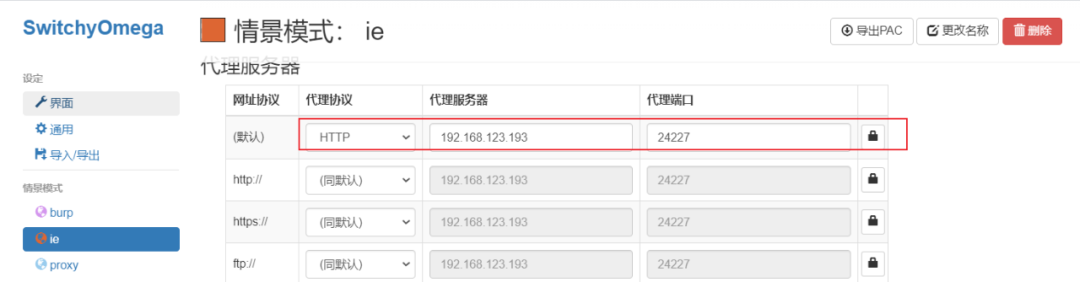 SwitchyOmega
设定
界面
通用
导入/导出
情景模式
burp
ie
proxy
情景模式： ie
导出PAC
更改名称
删除
代理服务器
网址协议 代理协议 代理服务器 代理端口
(默认) HTTP 192.168.123.193 24227
http:// (同默认) 192.168.123.193 24227
https:// (同默认) 192.168.123.193 24227
ftp:// (同默认) 192.168.123.193 24227